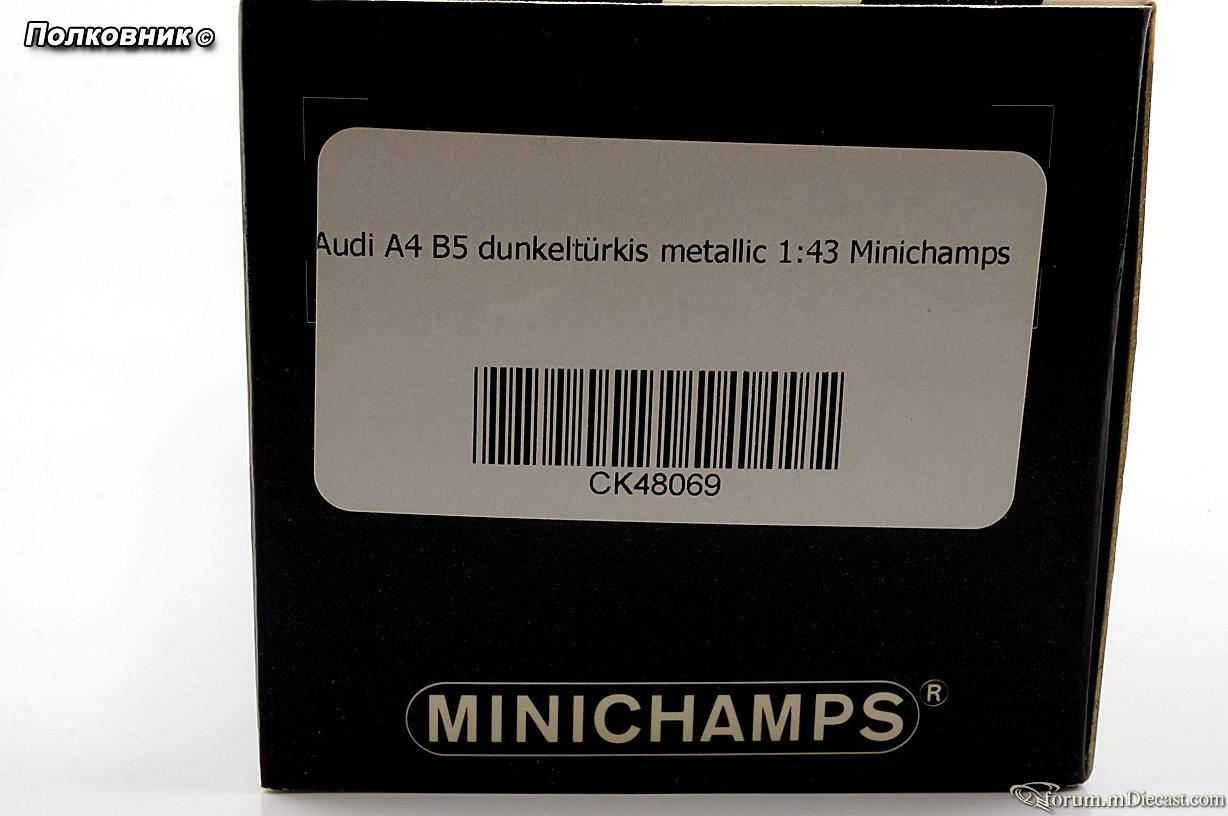 Полковник ©
Audi A4 B5 dunkeltürkis metallic 1:43 Minichamps
CK48069
MINICHAMPS®
forum.mDiecast.com